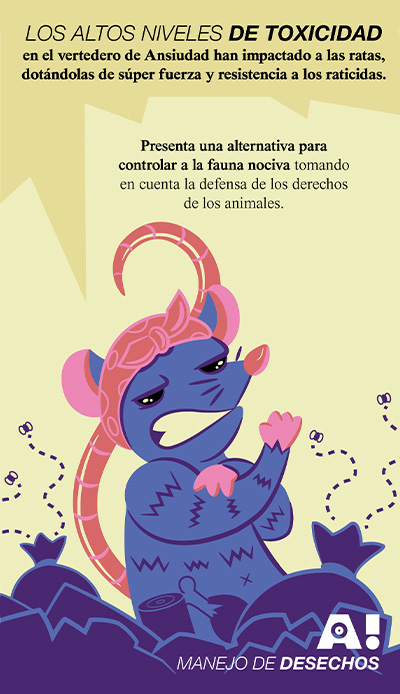 LOS ALTOS NIVELES DE TOXICIDAD
en el vertedero de Ansiudad han impactado a las ratas,
dotándolas de súper fuerza y resistencia a los raticidas.
Presenta una alternativa para
controlar a la fauna nociva tomando
en cuenta la defensa de los derechos
de los animales.
A!
MANEJO DE DESECHOS